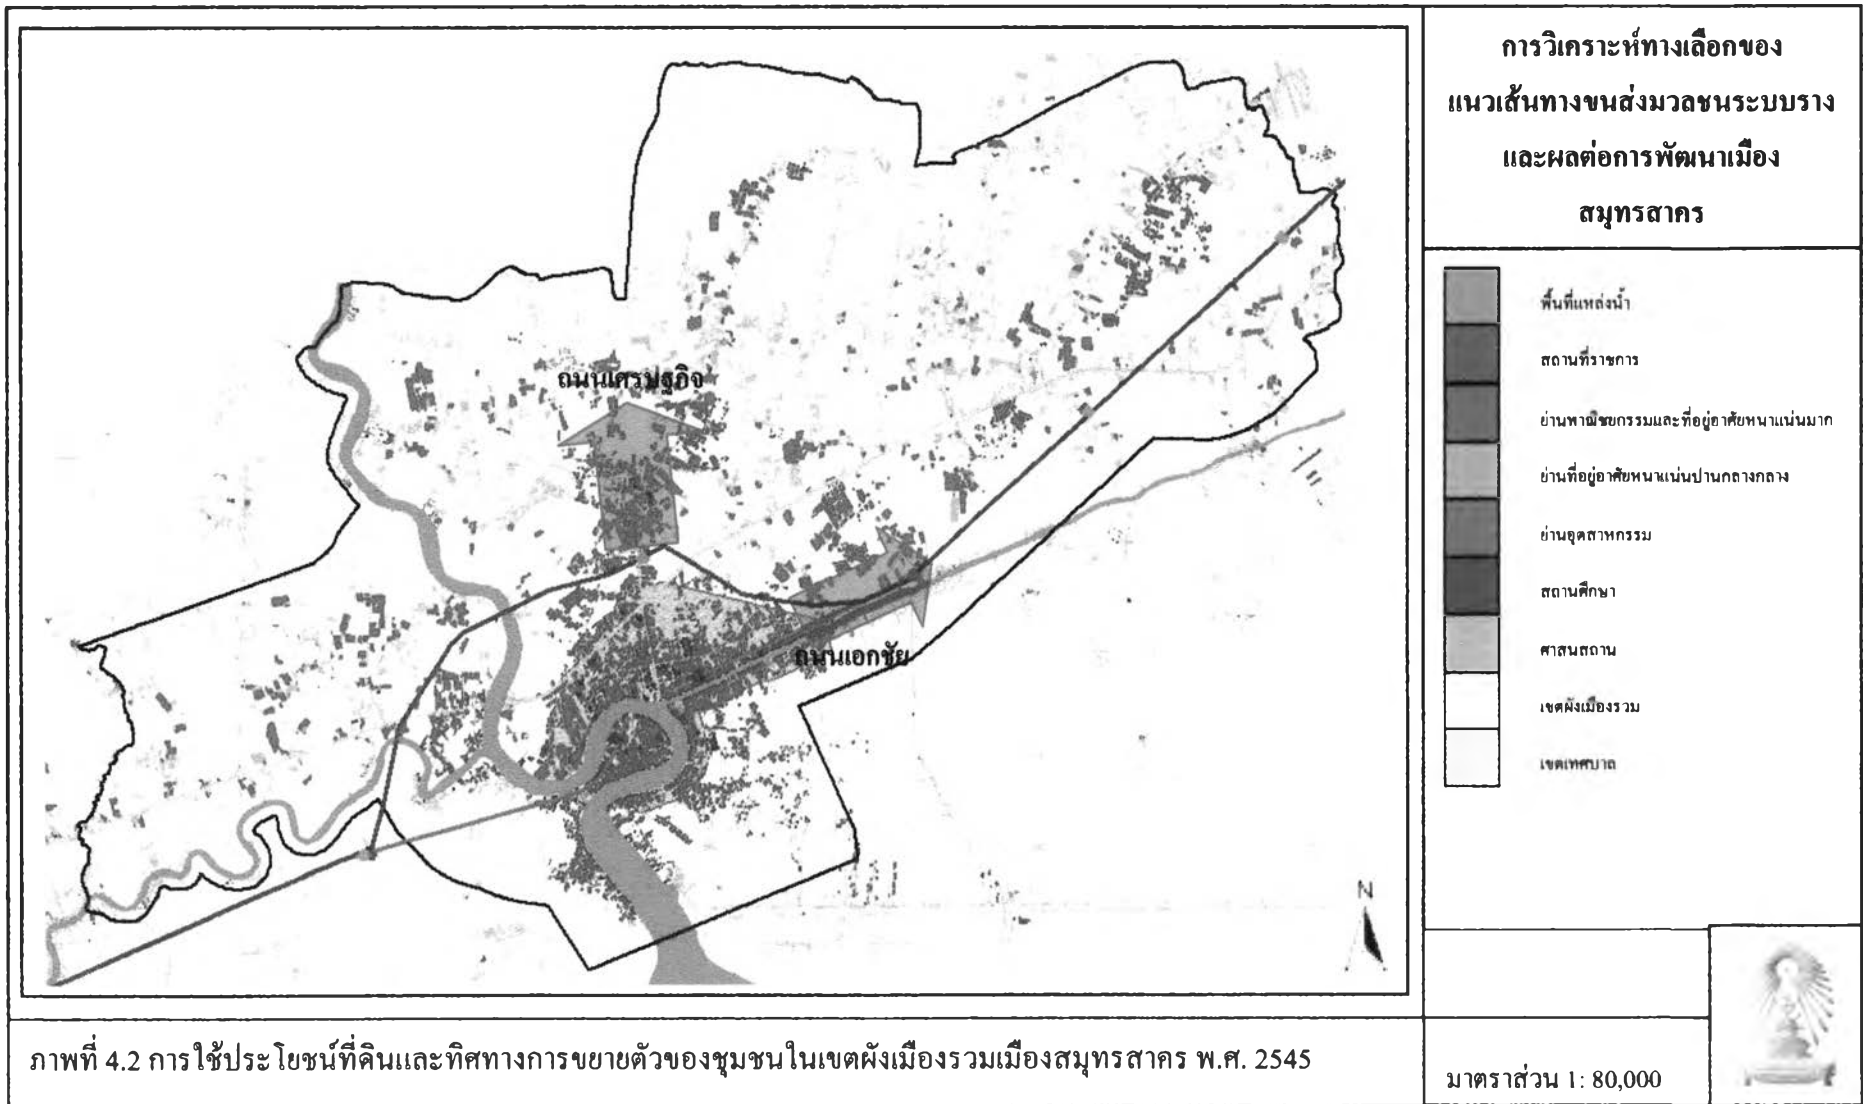 การวิเคราะห์ทางเลือกของ
แนวเส้นทางขนส่งมวลชนระบบราง
และผลต่อการพัฒนาเมือง
สมุทรสาคร
พื้นที่แหล่งน้ำ
สถานที่ราชการ
ย่านพาณิชยกรรมและที่อยู่อาศัยหนาแน่นมาก
ย่านที่อยู่อาศัยหนาแน่นปานกลางกลาง
ย่านอุตสาหกรรม
สถานศึกษา
ศาสนสถาน
เขตผังเมืองรวม
เขตเทศบาล
ถนนเศรษฐกิจ
ถนนเอกชัย
N
ภาพที่ 4.2 การใช้ประโยชน์ที่ดินและทิศทางการขยายตัวของชุมชนในเขตผังเมืองรวมเมืองสมุทรสาคร พ.ศ. 2545
มาตราส่วน 1: 80,000